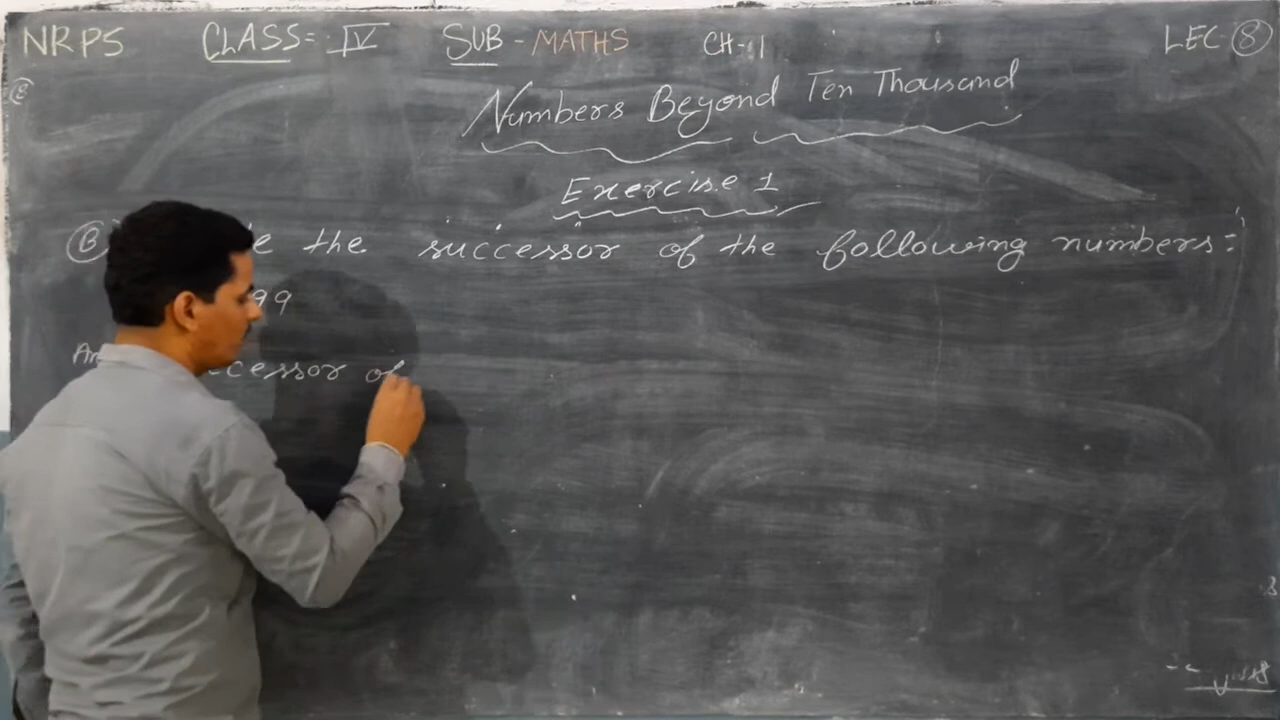 NRPS CLASS= IV SUB - MATHS CH-1 LEC 8
Numbers Beyond Ten Thousand
Exercise 1
B the successor of the following numbers:
99
cessor of